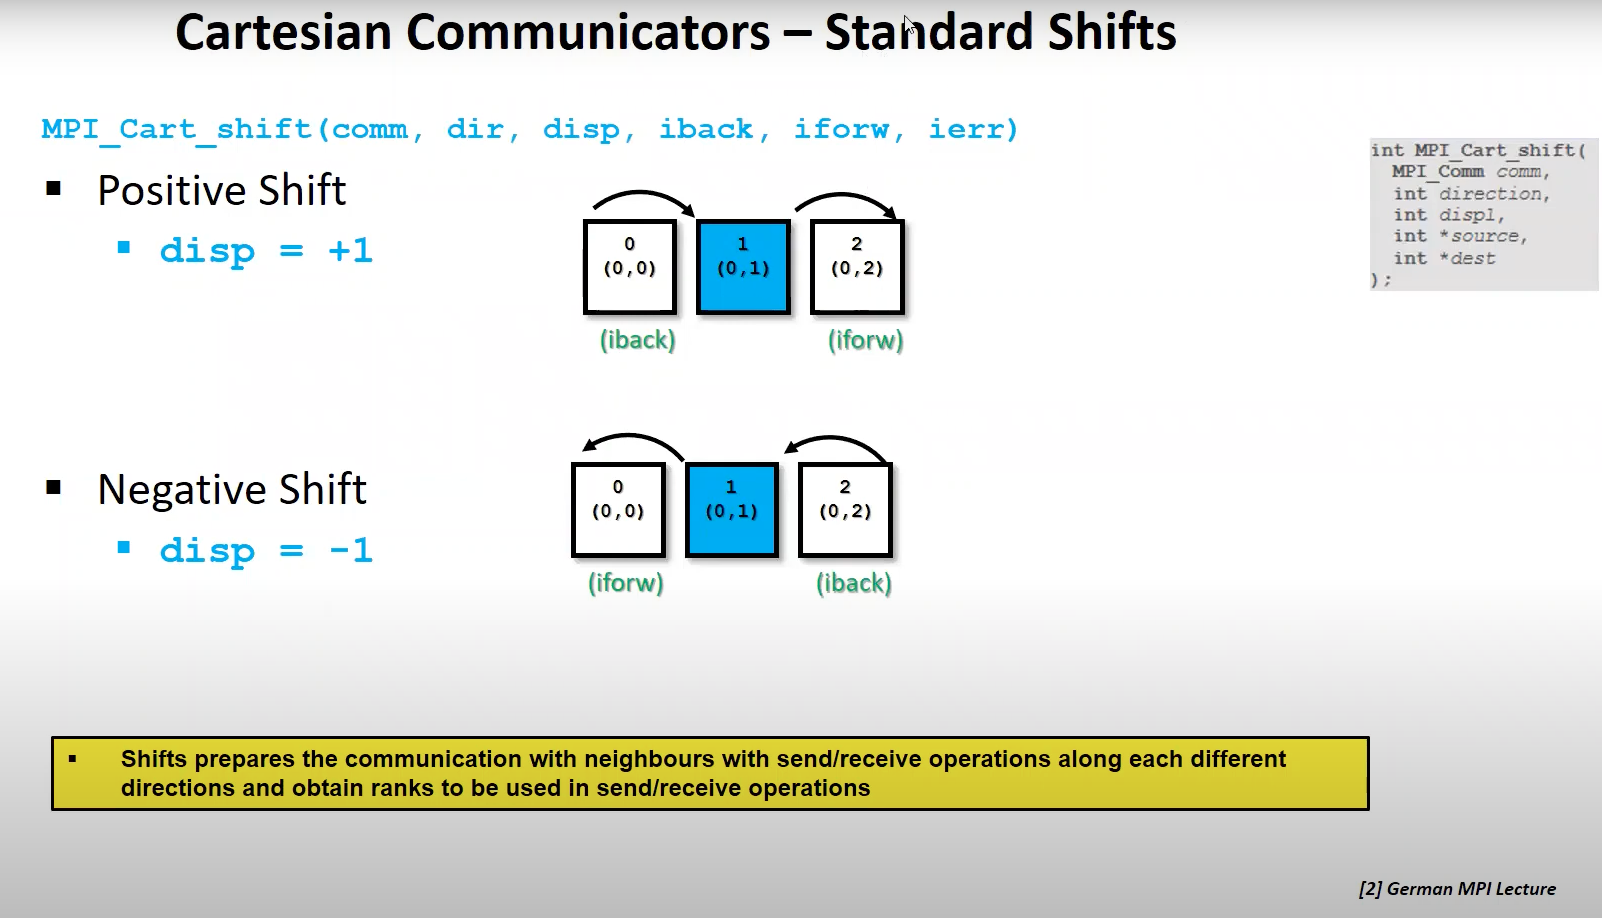 Cartesian Communicators – Standard Shifts
MPI_Cart_shift(comm, dir, disp, iback, iforw, ierr)
int MPI_Cart_shift(
MPI_Comm comm,
int direction,
int displ,
int *source,
int *dest
);
▪ Positive Shift
▪ disp = +1
0 1 2
(0,0) (0,1) (0,2)
(iback) (iforw)
▪ Negative Shift
▪ disp = -1
0 1 2
(0,0) (0,1) (0,2)
(iforw) (iback)
▪ Shifts prepares the communication with neighbours with send/receive operations along each different
directions and obtain ranks to be used in send/receive operations
[2] German MPI Lecture